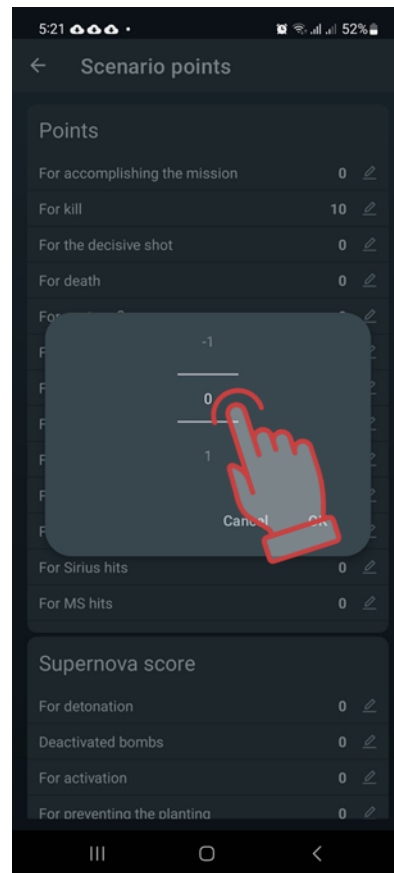 5:21
52%
Scenario points
Points
For accomplishing the mission 0
For kill 10
For the decisive shot 0
For death 0
-1
0
1
Cancel OK
For Sirius hits 0
For MS hits 0
Supernova score
For detonation 0
Deactivated bombs 0
For activation 0
For preventing the planting 0